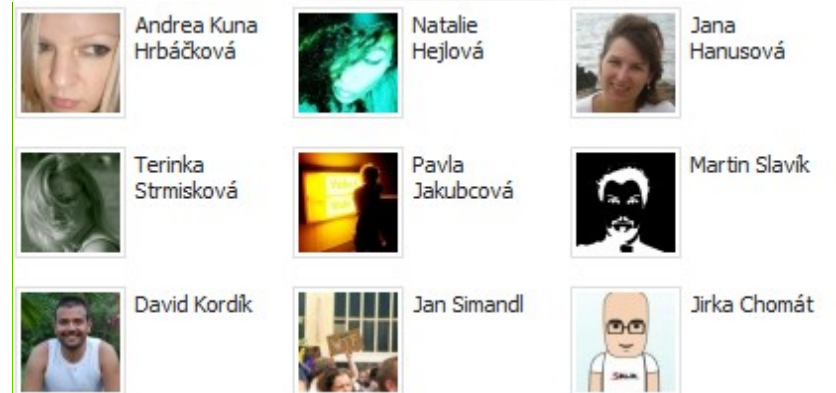 Andrea Kuna
Hrbáčková
Natalie
Hejlová
Jana
Hanusová
Terinka
Strmisková
Pavla
Jakubcová
Martin Slavík
David Kordík
Jan Simandl
Jirka Chomát